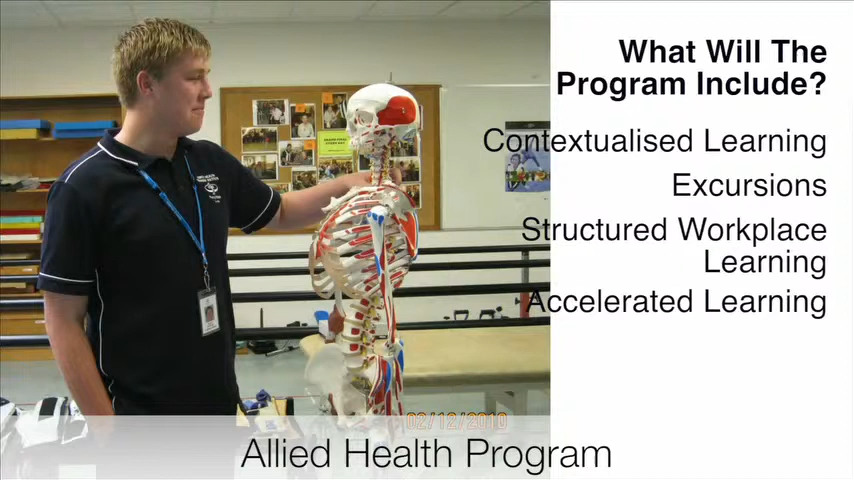 What Will The
Program Include?
Contextualised Learning
Excursions
Structured Workplace
Learning
Accelerated Learning
02/12/2010
Allied Health Program